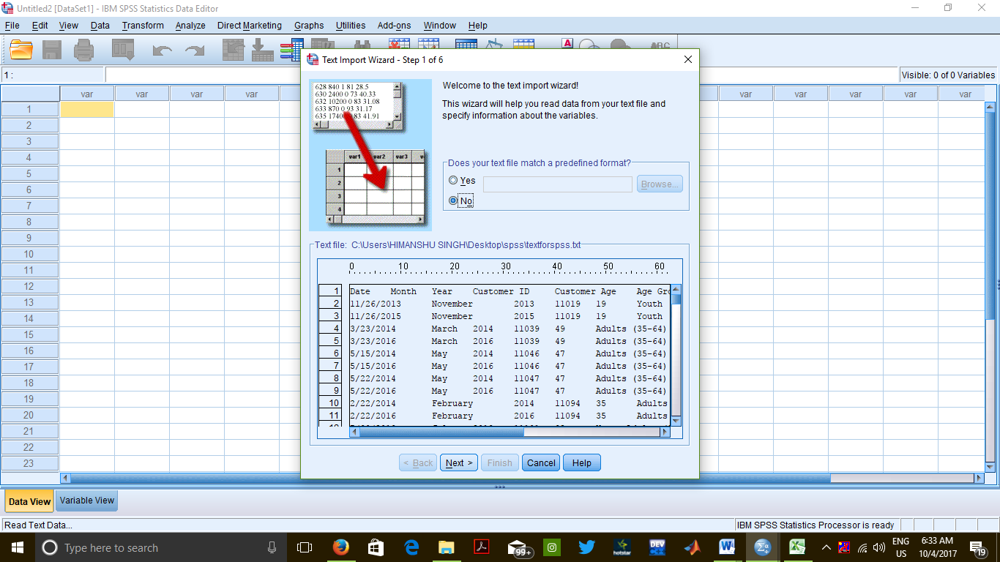 Untitled2 [DataSet1] - IBM SPSS Statistics Data Editor
File Edit View Data Transform Analyze Direct Marketing Graphs Utilities Add-ons Window Help
A
ABC
1 :
Visible: 0 of 0 Variables
var var var var var var var var var
1
2
3
4
5
6
7
8
9
10
11
12
13
14
15
16
17
18
19
20
21
22
23
Text Import Wizard - Step 1 of 6
628 840 1 81 28.5
630 2400 0 73 40.33
632 10200 0 83 31.08
633 870 0 93 31.17
635 1740 83 41.91
var1 var2 var3 v
1
2
3
4
Welcome to the text import wizard!
This wizard will help you read data from your text file and
specify information about the variables.
Does your text file match a predefined format?
Yes
Browse...
No
Text file: C:\Users\HIMANSHU SINGH\Desktop\spss\textforspss.txt
0 10 20 30 40 50 60
1 Date Month Year Customer ID Customer Age Age Gro
2 11/26/2013 November 2013 11019 19 Youth
3 11/26/2015 November 2015 11019 19 Youth
4 3/23/2014 March 2014 11039 49 Adults (35-64)
5 3/23/2016 March 2016 11039 49 Adults (35-64)
6 5/15/2014 May 2014 11046 47 Adults (35-64)
7 5/15/2016 May 2016 11046 47 Adults (35-64)
8 5/22/2014 May 2014 11047 47 Adults (35-64)
9 5/22/2016 May 2016 11047 47 Adults (35-64)
10 2/22/2014 February 2014 11094 35 Adults
11 2/22/2016 February 2016 11094 35 Adults
< Back Next > Finish Cancel Help
Data View Variable View
Read Text Data...
IBM SPSS Statistics Processor is ready
Type here to search
99+
hotstar
DEV
ENG
US
6:33 AM
10/4/2017
19